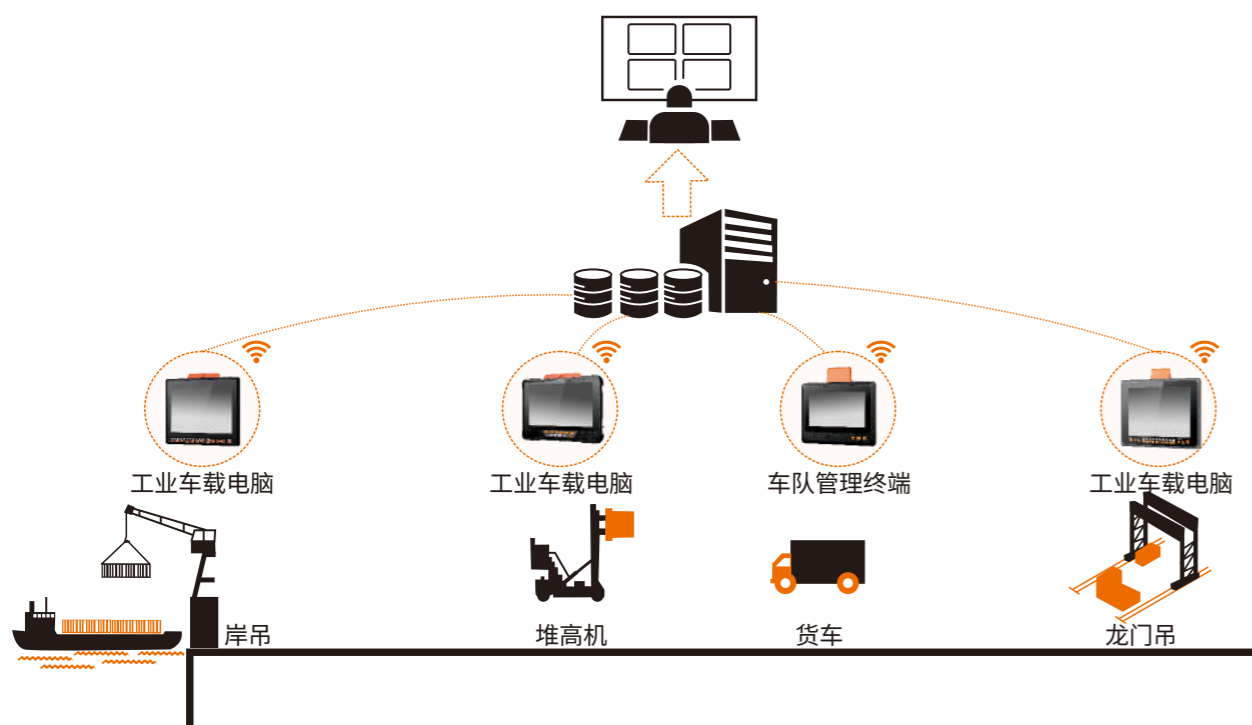 工业车载电脑
工业车载电脑
车队管理终端
工业车载电脑
岸吊
堆高机
货车
龙门吊